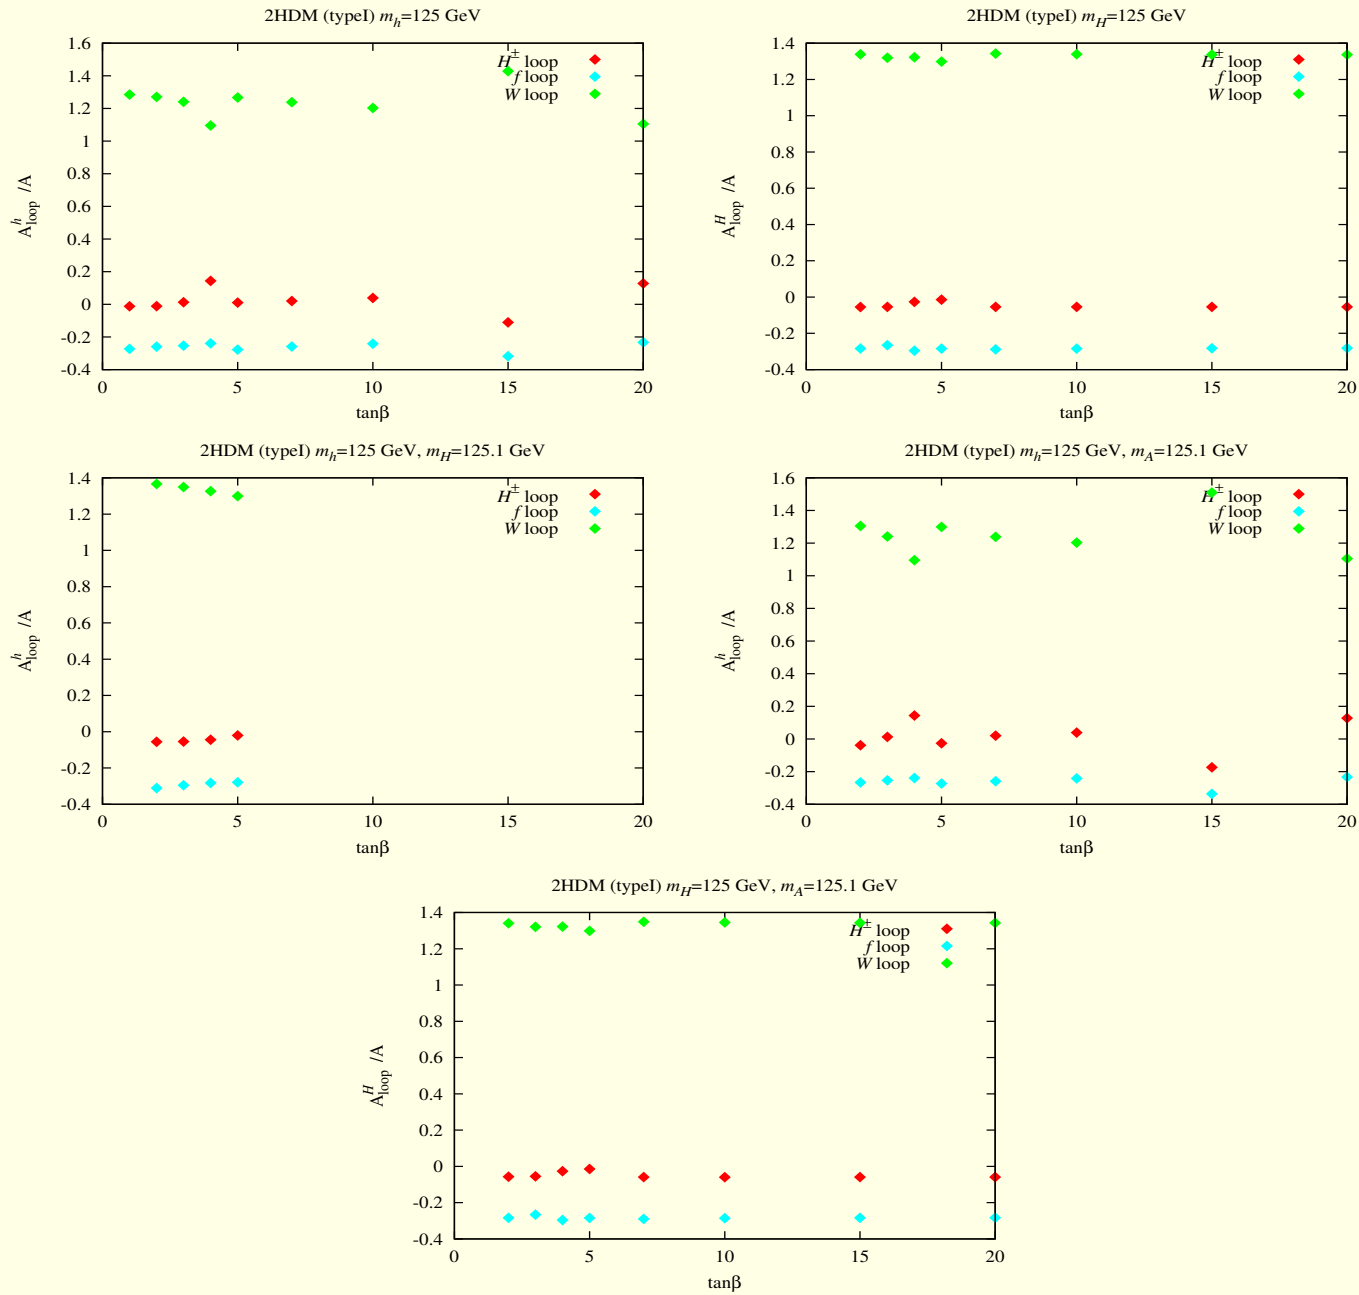 2HDM (typeI) m_h=125 GeV
1.6
1.4
1.2
1
0.8
0.6
0.4
0.2
0
-0.2
-0.4
A^h_loop /A
H^± loop
f loop
W loop
0 5 10 15 20
tanβ
2HDM (typeI) m_H=125 GeV
1.4
1.2
1
0.8
0.6
0.4
0.2
0
-0.2
-0.4
A^H_loop /A
H^± loop
f loop
W loop
0 5 10 15 20
tanβ
2HDM (typeI) m_h=125 GeV, m_H=125.1 GeV
1.4
1.2
1
0.8
0.6
0.4
0.2
0
-0.2
-0.4
A^h_loop /A
H^± loop
f loop
W loop
0 5 10 15 20
tanβ
2HDM (typeI) m_h=125 GeV, m_A=125.1 GeV
1.6
1.4
1.2
1
0.8
0.6
0.4
0.2
0
-0.2
-0.4
A^h_loop /A
H^± loop
f loop
W loop
0 5 10 15 20
tanβ
2HDM (typeI) m_H=125 GeV, m_A=125.1 GeV
1.4
1.2
1
0.8
0.6
0.4
0.2
0
-0.2
-0.4
A^H_loop /A
H^± loop
f loop
W loop
0 5 10 15 20
tanβ